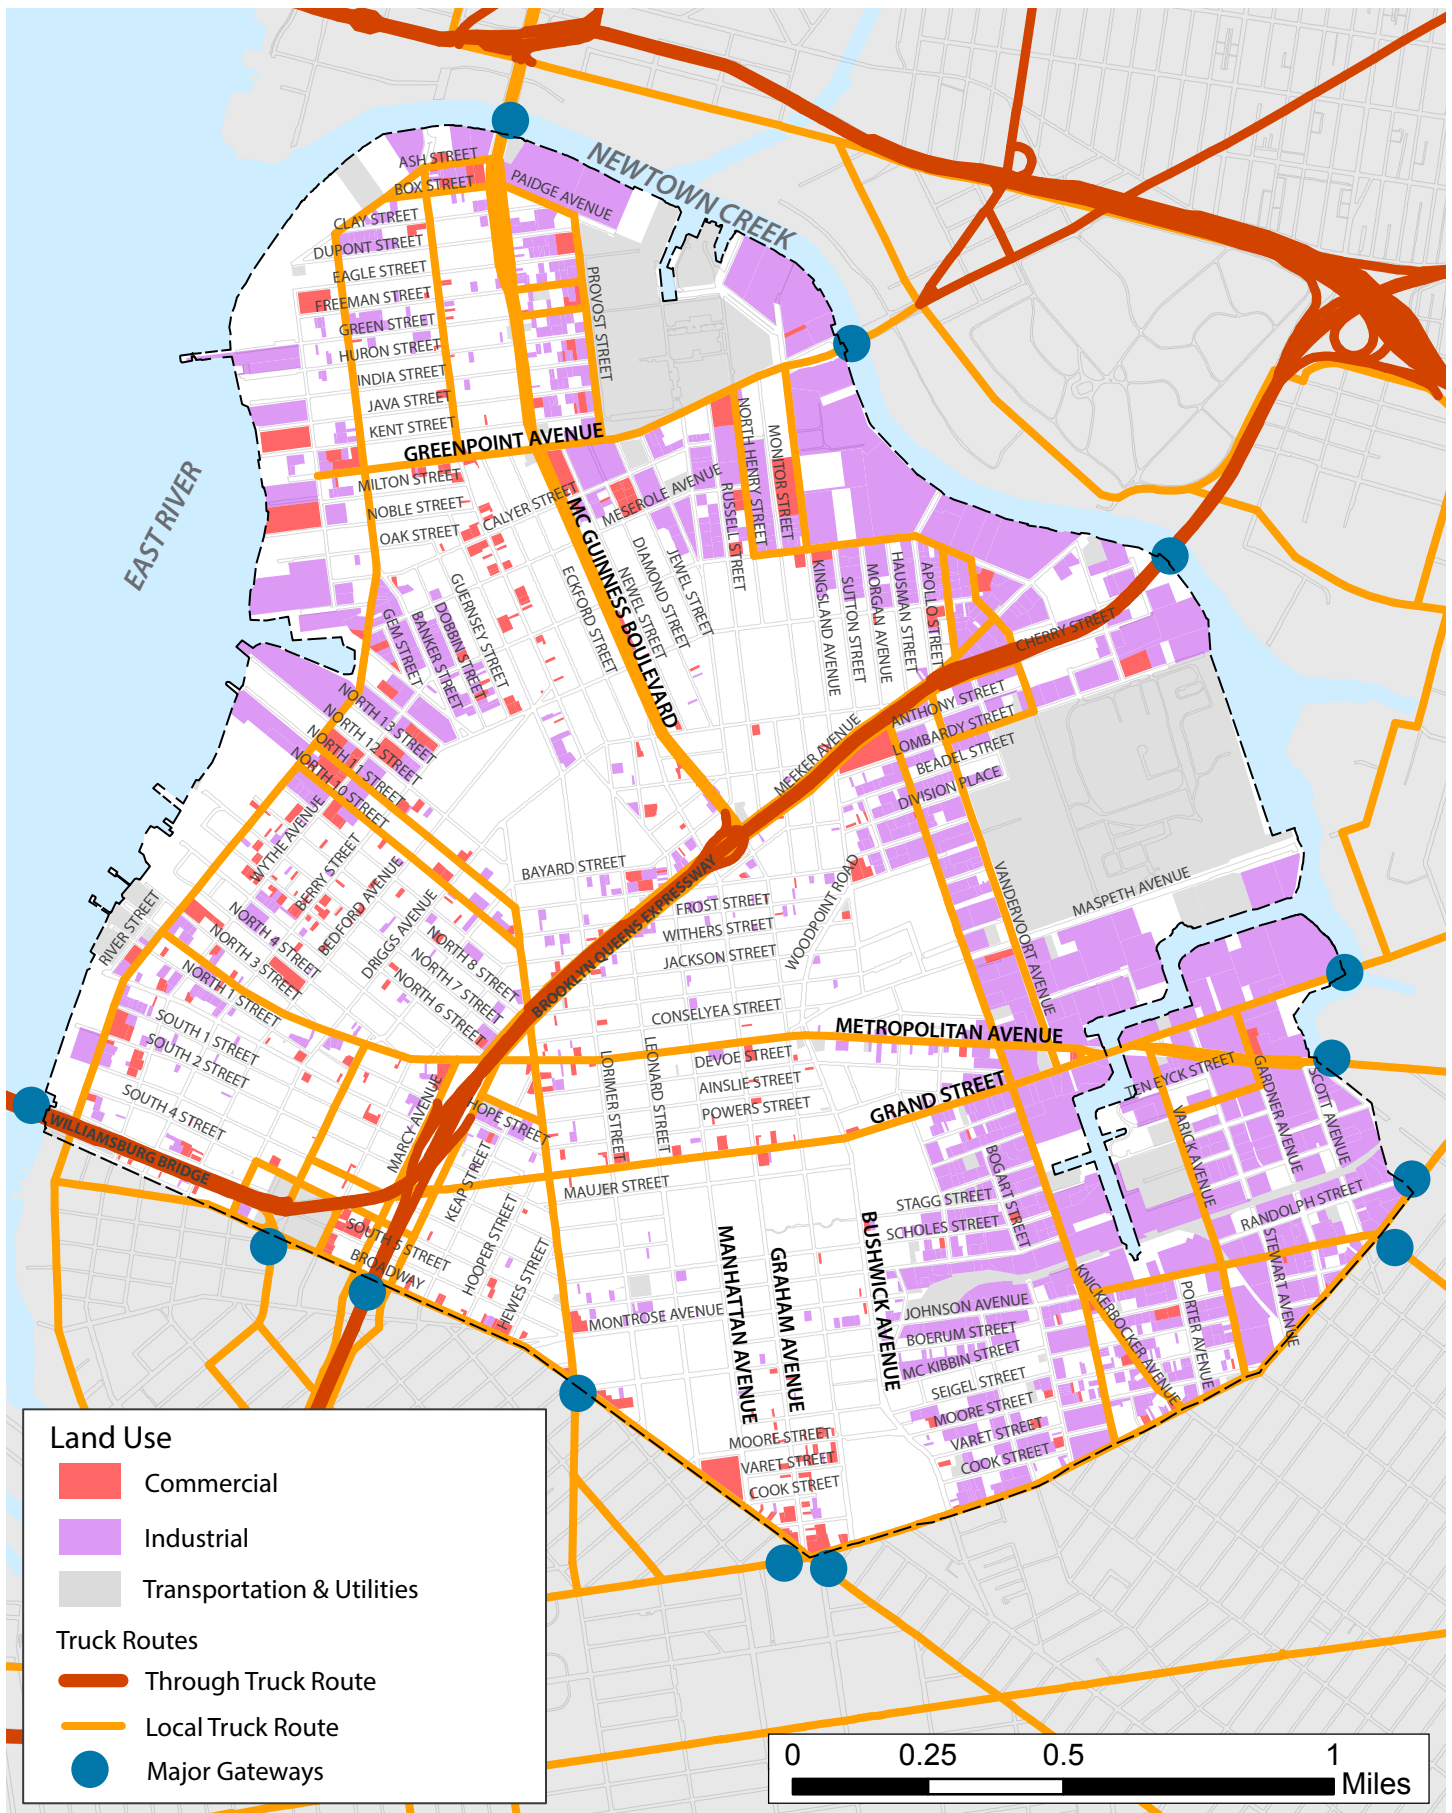 NEWTOWN CREEK
EAST RIVER
ASH STREET
BOX STREET
PAIDGE AVENUE
CLAY STREET
DUPONT STREET
EAGLE STREET
FREEMAN STREET
GREEN STREET
HURON STREET
INDIA STREET
JAVA STREET
KENT STREET
PROVOST STREET
GREENPOINT AVENUE
MILTON STREET
NOBLE STREET
OAK STREET
CALYER STREET
MESEROLE AVENUE
NORTH HENRY STREET
MONITOR STREET
RUSSELL STREET
MC GUINNESS BOULEVARD
JEWEL STREET
DIAMOND STREET
NEWEL STREET
ECKFORD STREET
GUERNSEY STREET
DOBBIN STREET
BANKER STREET
GEM STREET
KINGSLAND AVENUE
SUTTON STREET
MORGAN AVENUE
HAUSMAN STREET
APOLLO STREET
CHERRY STREET
NORTH 13 STREET
NORTH 12 STREET
NORTH 11 STREET
NORTH 10 STREET
MEEKER AVENUE
ANTHONY STREET
LOMBARDY STREET
BEADEL STREET
DIVISION PLACE
WYTHE AVENUE
BERRY STREET
BEDFORD AVENUE
DRIGGS AVENUE
BAYARD STREET
BROOKLYN QUEENS EXPRESSWAY
FROST STREET
WITHERS STREET
JACKSON STREET
WOODPOINT ROAD
VANDERVOORT AVENUE
MASPETH AVENUE
RIVER STREET
NORTH 4 STREET
NORTH 3 STREET
NORTH 1 STREET
NORTH 8 STREET
NORTH 7 STREET
NORTH 6 STREET
CONSELYEA STREET
METROPOLITAN AVENUE
SOUTH 1 STREET
SOUTH 2 STREET
SOUTH 4 STREET
LORIMER STREET
LEONARD STREET
DEVOE STREET
AINSLIE STREET
POWERS STREET
GRAND STREET
TEN EYCK STREET
GARDNER AVENUE
SCOTT AVENUE
VARICK AVENUE
WILLIAMSBURG BRIDGE
MARCY AVENUE
HOPE STREET
KEAP STREET
MAUJER STREET
BOGART STREET
STAGG STREET
SCHOLES STREET
RANDOLPH STREET
STEWART AVENUE
SOUTH 5 STREET
BROADWAY
HOOPER STREET
HEWES STREET
MONTROSE AVENUE
MANHATTAN AVENUE
GRAHAM AVENUE
BUSHWICK AVENUE
JOHNSON AVENUE
BOERUM STREET
MC KIBBIN STREET
SEIGEL STREET
MOORE STREET
VARET STREET
COOK STREET
KNICKERBOCKER AVENUE
PORTER AVENUE
MOORE STREET
VARET STREET
COOK STREET
Land Use
Commercial
Industrial
Transportation & Utilities
Truck Routes
Through Truck Route
Local Truck Route
Major Gateways
0 0.25 0.5 1
Miles